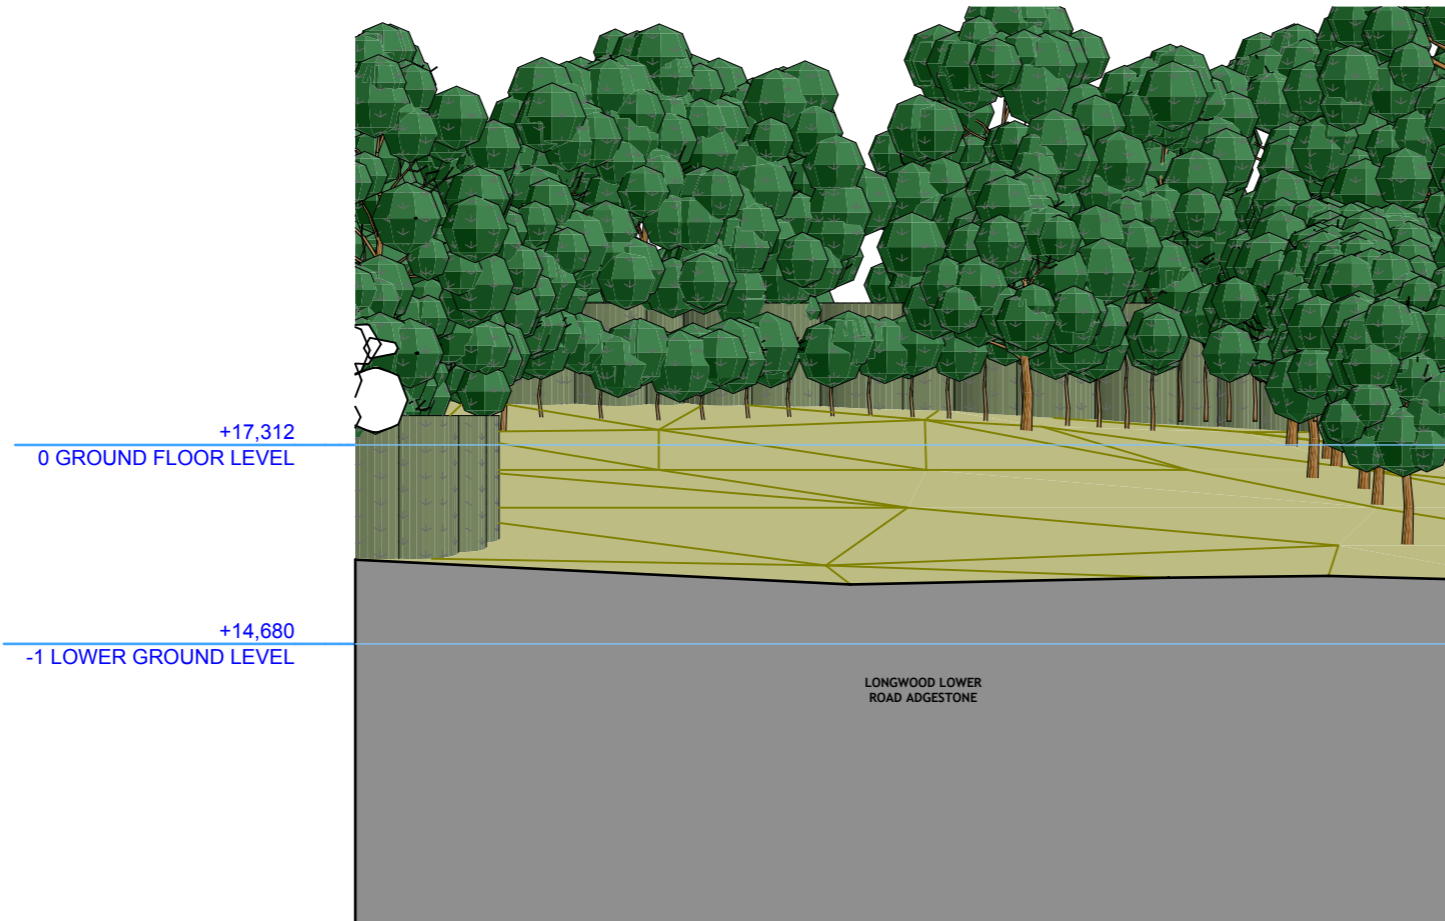 +17,312
0 GROUND FLOOR LEVEL
+14,680
-1 LOWER GROUND LEVEL
LONGWOOD LOWER
ROAD ADGESTONE